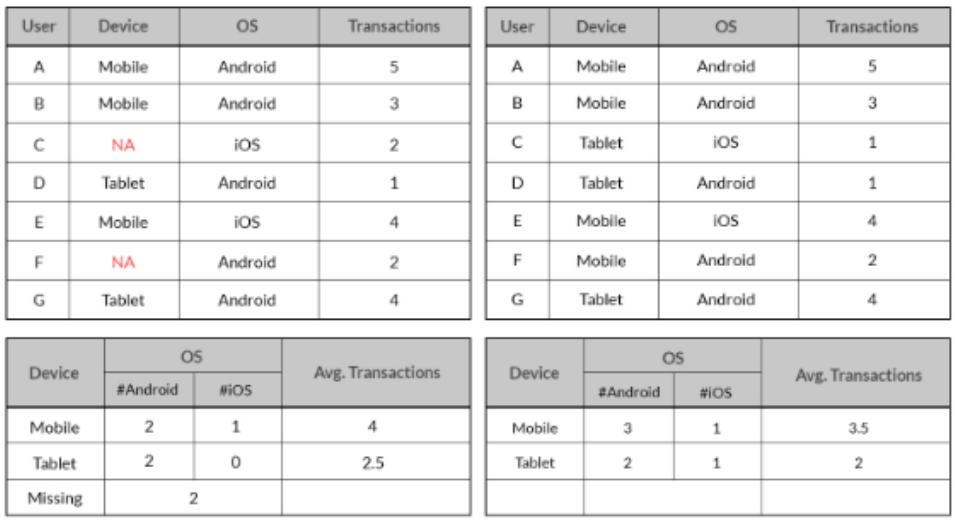 User Device OS Transactions
A Mobile Android 5
B Mobile Android 3
C NA iOS 2
D Tablet Android 1
E Mobile iOS 4
F NA Android 2
G Tablet Android 4
User Device OS Transactions
A Mobile Android 5
B Mobile Android 3
C Tablet iOS 1
D Tablet Android 1
E Mobile iOS 4
F Mobile Android 2
G Tablet Android 4
Device OS Avg. Transactions
#Android #iOS
Mobile 2 1 4
Tablet 2 0 2.5
Missing 2
Device OS Avg. Transactions
#Android #iOS
Mobile 3 1 3.5
Tablet 2 1 2